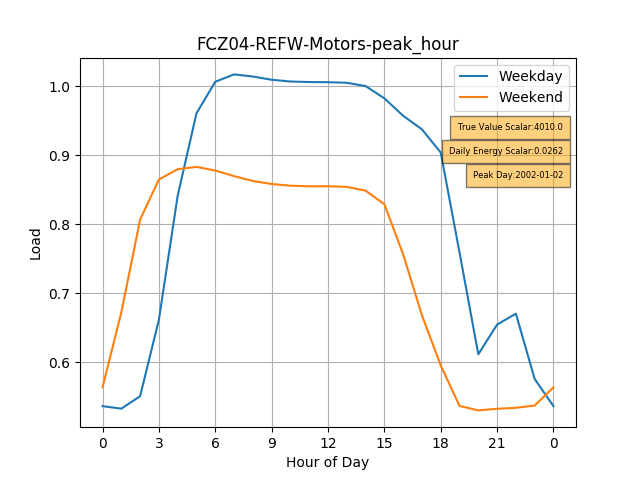 FCZ04-REFW-Motors-peak_hour
Weekday
Weekend
True Value Scalar:4010.0
Daily Energy Scalar:0.0262
Peak Day:2002-01-02
Load
1.0
0.9
0.8
0.7
0.6
0 3 6 9 12 15 18 21 0
Hour of Day